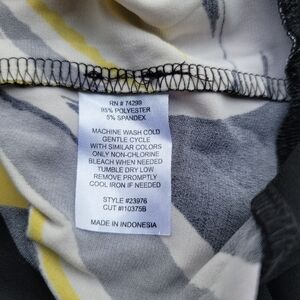 RN # 74299
95% POLYESTER
5% SPANDEX
MACHINE WASH COLD
GENTLE CYCLE
WITH SIMILAR COLORS
ONLY NON-CHLORINE
BLEACH WHEN NEEDED
TUMBLE DRY LOW
REMOVE PROMPTLY
COOL IRON IF NEEDED
STYLE #23976
CUT #I10375B
MADE IN INDONESIA